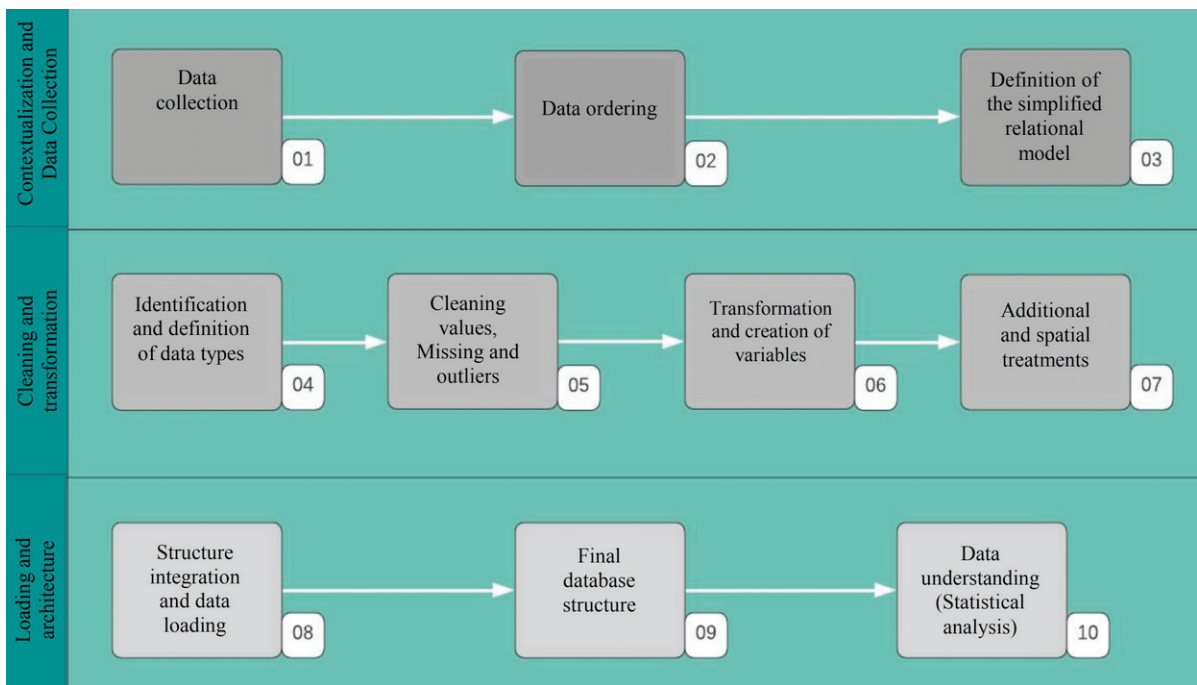 Contextualization and
Data Collection
Data
collection
01
Data ordering
02
Definition of
the simplified
relational
model
03
Cleaning and
transformation
Identification
and definition
of data types
04
Cleaning
values,
Missing and
outliers
05
Transformation
and creation of
variables
06
Additional
and spatial
treatments
07
Loading and
architecture
Structure
integration
and data
loading
08
Final
database
structure
09
Data
understanding
(Statistical
analysis)
10